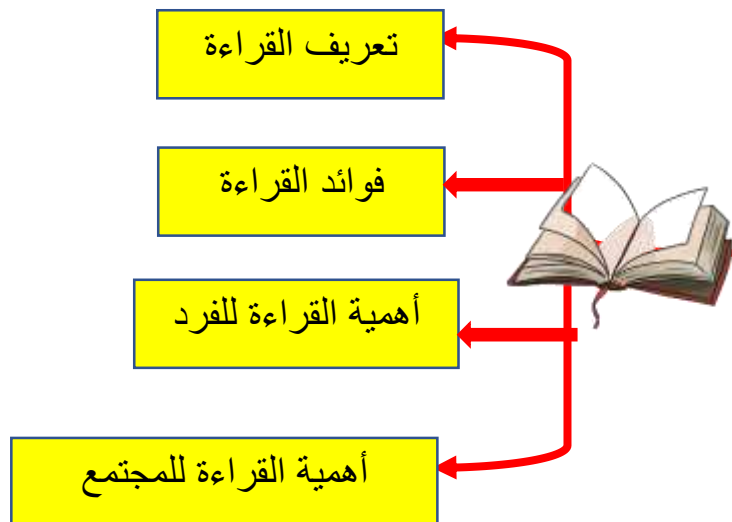 تعريف القراءة
فوائد القراءة
أهمية القراءة للفرد
أهمية القراءة للمجتمع